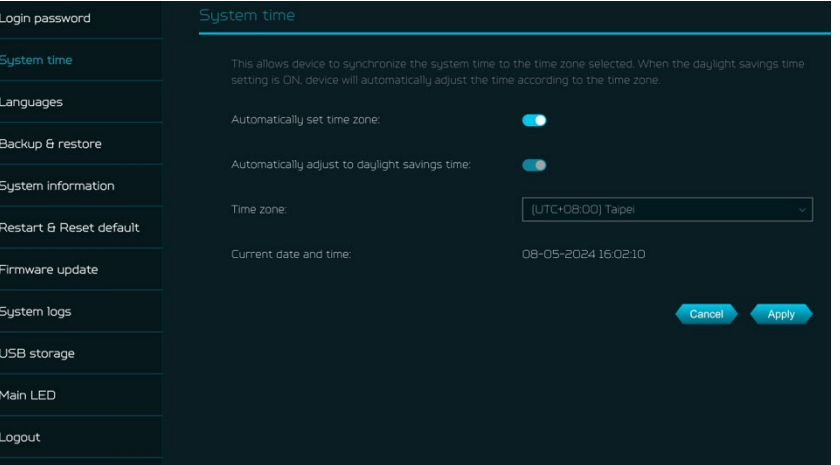 Login password
System time
Languages
Backup & restore
System information
Restart & Reset default
Firmware update
System logs
USB storage
Main LED
Logout
System time
This allows device to synchronize the system time to the time zone selected. When the daylight savings time
setting is ON, device will automatically adjust the time according to the time zone.
Automatically set time zone:
Automatically adjust to daylight savings time:
Time zone:
(UTC+08:00) Taipei
Current date and time:
08-05-2024 16:02:10
Cancel
Apply